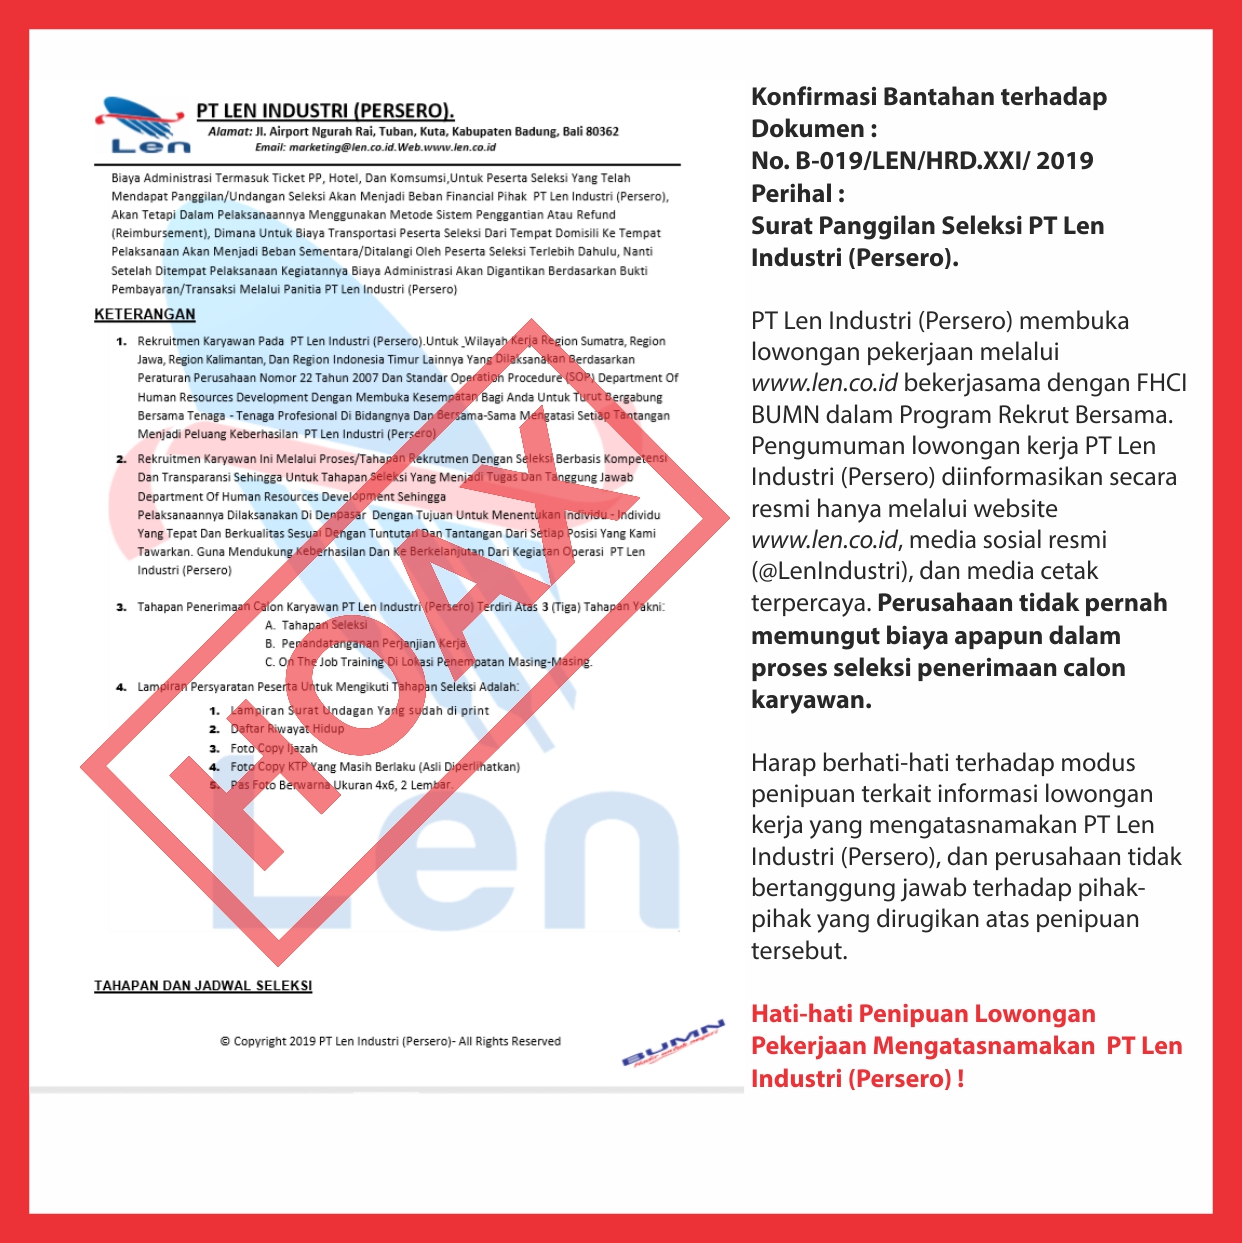 Len
PT LEN INDUSTRI (PERSERO).
Alamat: Jl. Airport Ngurah Rai, Tuban, Kuta, Kabupaten Badung, Bali 80362
Email: marketing@len.co.id.Web.www.len.co.id
Biaya Administrasi Termasuk Ticket PP, Hotel, Dan Komsumsi,Untuk Peserta Seleksi Yang Telah
Mendapat Panggilan/Undangan Seleksi Akan Menjadi Beban Financial Pihak PT Len Industri (Persero),
Akan Tetapi Dalam Pelaksanaannya Menggunakan Metode Sistem Penggantian Atau Refund
(Reimbursement), Dimana Untuk Biaya Transportasi Peserta Seleksi Dari Tempat Domisili Ke Tempat
Pelaksanaan Akan Menjadi Beban Sementara/Ditalangi Oleh Peserta Seleksi Terlebih Dahulu, Nanti
Setelah Ditempat Pelaksanaan Kegiatannya Biaya Administrasi Akan Digantikan Berdasarkan Bukti
Pembayaran/Transaksi Melalui Panitia PT Len Industri (Persero)
KETERANGAN
1. Rekruitmen Karyawan Pada PT Len Industri (Persero).Untuk _Wilayah Kerja Region Sumatra, Region
Jawa, Region Kalimantan, Dan Region Indonesia Timur Lainnya Yang Dilaksanakan Berdasarkan
Peraturan Perusahaan Nomor 22 Tahun 2007 Dan Standar Operation Procedure (SOP) Department Of
Human Resources Development Dengan Membuka Kesempatan Bagi Anda Untuk Turut Bergabung
Bersama Tenaga - Tenaga Profesional Di Bidangnya Dan Bersama-Sama Mengatasi Setiap Tantangan
Menjadi Peluang Keberhasilan PT Len Industri (Persero)
2. Rekruitmen Karyawan Ini Melalui Proses/Tahapan Rekrutmen Dengan Seleksi Berbasis Kompetensi
Dan Transparansi Sehingga Untuk Tahapan Seleksi Yang Menjadi Tugas Dan Tanggung Jawab
Department Of Human Resources Development Sehingga
Pelaksanaannya Dilaksanakan Di Denpasar Dengan Tujuan Untuk Menentukan Individu - Individu
Yang Tepat Dan Berkualitas Sesuai Dengan Tuntutan Dan Tantangan Dari Setiap Posisi Yang Kami
Tawarkan. Guna Mendukung Keberhasilan Dan Ke Berkelanjutan Dari Kegiatan Operasi PT Len
Industri (Persero)
3. Tahapan Penerimaan Calon Karyawan PT Len Industri (Persero) Terdiri Atas 3 (Tiga) Tahapan Yakni:
A. Tahapan Seleksi
B. Penandatanganan Perjanjian Kerja
C. On The Job Training Di Lokasi Penempatan Masing-Masing.
4. Lampiran Persyaratan Peserta Untuk Mengikuti Tahapan Seleksi Adalah:
1. Lampiran Surat Undagan Yang sudah di print
2. Daftar Riwayat Hidup
3. Foto Copy Ijazah
4. Foto Copy KTP Yang Masih Berlaku (Asli Diperlihatkan)
5. Pas Foto Berwarna Ukuran 4x6, 2 Lembar.
HOAX
Len
TAHAPAN DAN JADWAL SELEKSI
© Copyright 2019 PT Len Industri (Persero)- All Rights Reserved
BUMN
Konfirmasi Bantahan terhadap
Dokumen :
No. B-019/LEN/HRD.XXI/ 2019
Perihal :
Surat Panggilan Seleksi PT Len
Industri (Persero).
PT Len Industri (Persero) membuka
lowongan pekerjaan melalui
www.len.co.id bekerjasama dengan FHCI
BUMN dalam Program Rekrut Bersama.
Pengumuman lowongan kerja PT Len
Industri (Persero) diinformasikan secara
resmi hanya melalui website
www.len.co.id, media sosial resmi
(@LenIndustri), dan media cetak
terpercaya. Perusahaan tidak pernah
memungut biaya apapun dalam
proses seleksi penerimaan calon
karyawan.
Harap berhati-hati terhadap modus
penipuan terkait informasi lowongan
kerja yang mengatasnamakan PT Len
Industri (Persero), dan perusahaan tidak
bertanggung jawab terhadap pihak-
pihak yang dirugikan atas penipuan
tersebut.
Hati-hati Penipuan Lowongan
Pekerjaan Mengatasnamakan PT Len
Industri (Persero) !